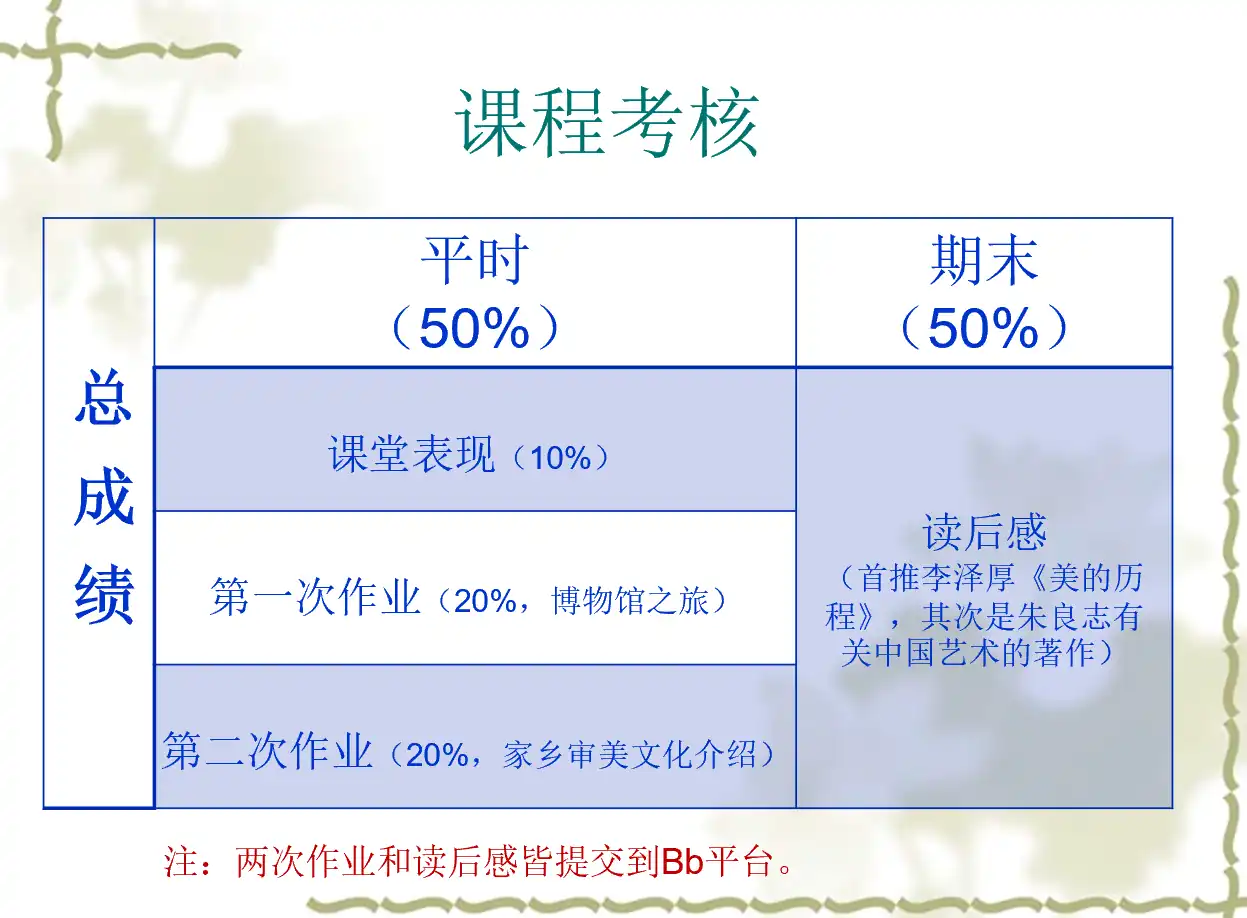 课程考核
总
成
绩
平时
（50%）
期末
（50%）
课堂表现（10%）
第一次作业（20%，博物馆之旅）
第二次作业（20%，家乡审美文化介绍）
读后感
（首推李泽厚《美的历
程》，其次是朱良志有
关中国艺术的著作）
注：两次作业和读后感皆提交到Bb平台。